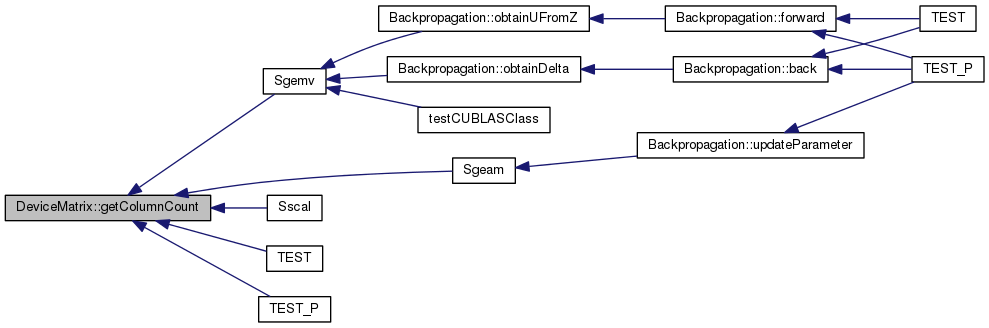 Backpropagation::obtainUFromZ
Backpropagation::forward
TEST
Sgemv
Backpropagation::obtainDelta
Backpropagation::back
TEST_P
testCUBLASClass
Backpropagation::updateParameter
Sgeam
DeviceMatrix::getColumnCount
Sscal
TEST
TEST_P